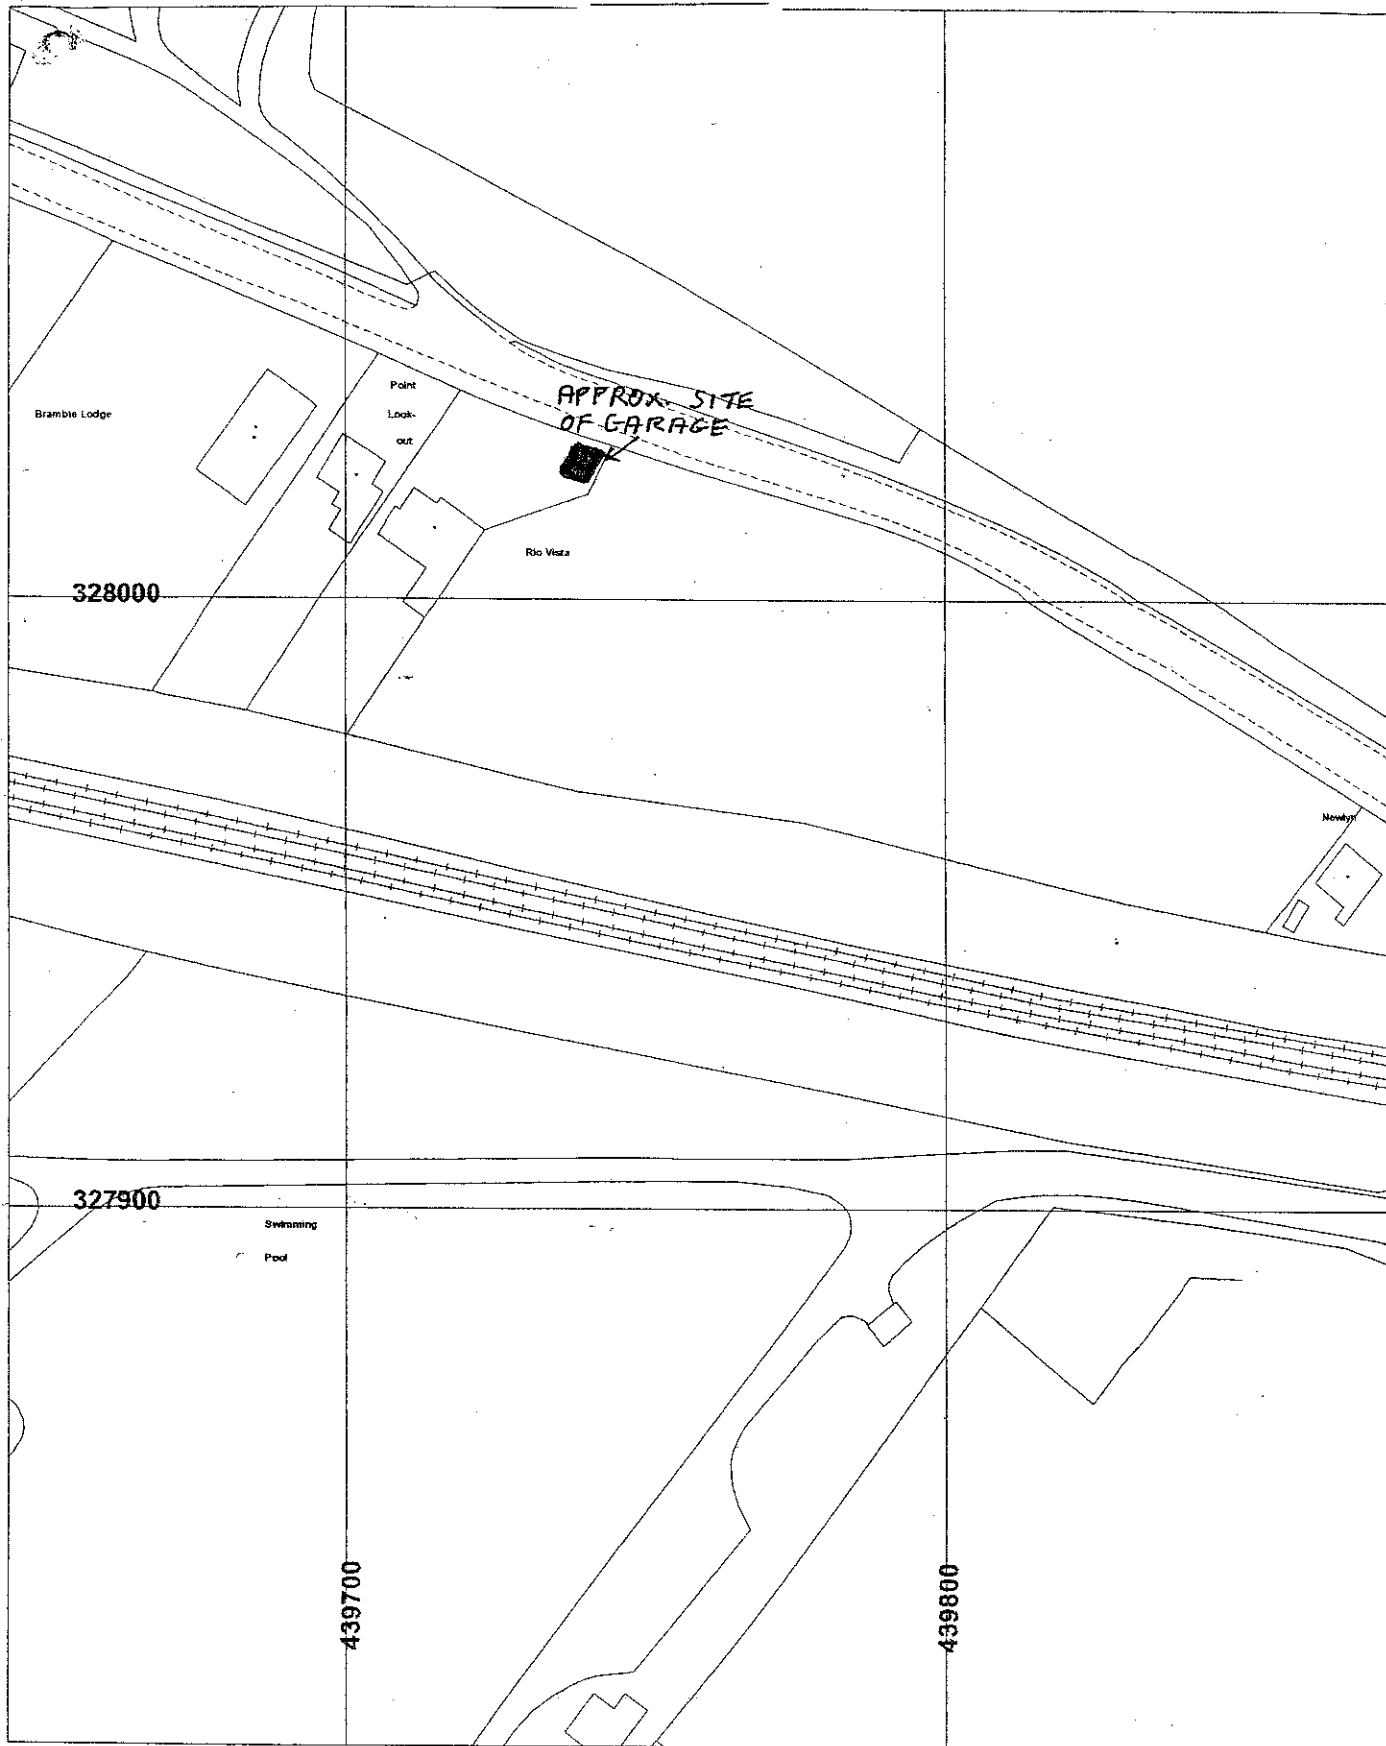 APPROX. SITE
OF GARAGE
Point
Look-
out
Bramble Lodge
Rio Vista
328000
Newlyn
327900
Swimming
Pool
439700
439800